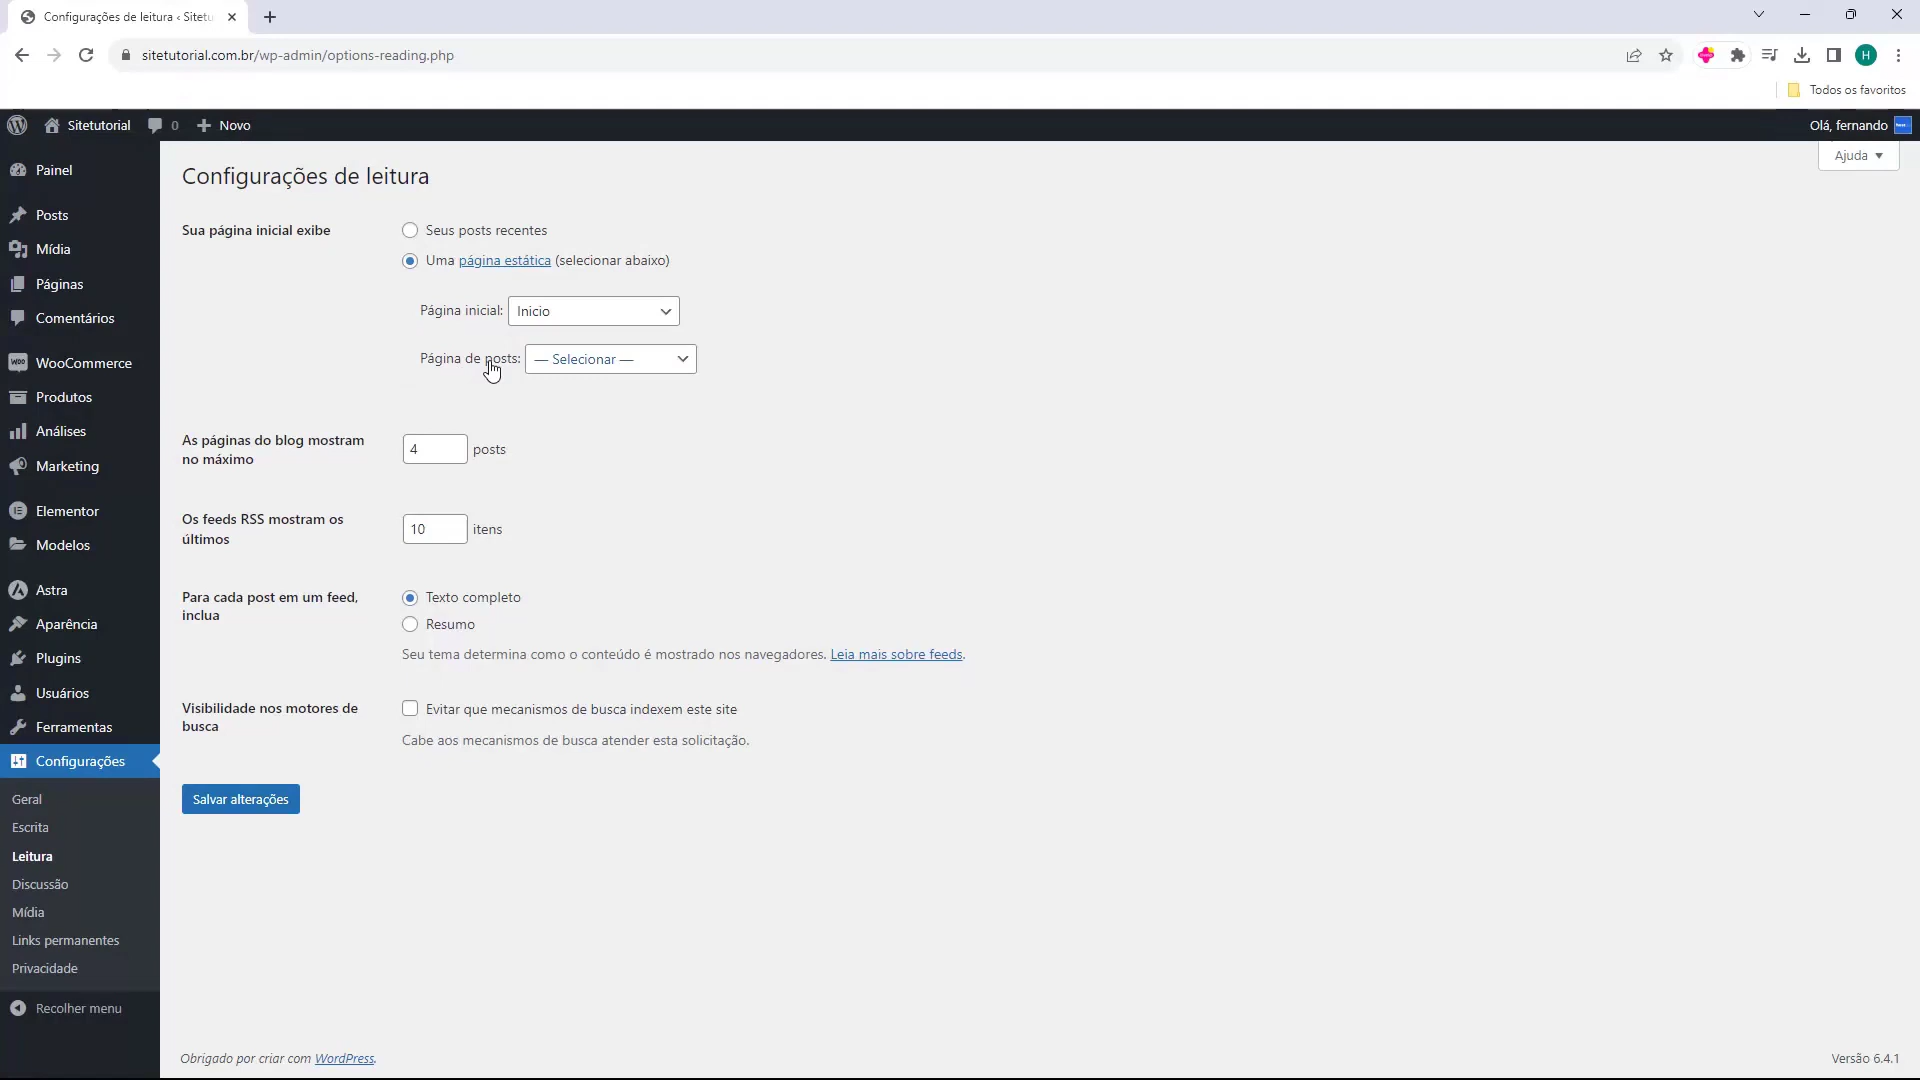 Configurações de leitura ‹ Sitetu
sitetutorial.com.br/wp-admin/options-reading.php
H
Todos os favoritos
Sitetutorial
0
Novo
Olá, fernando
Ajuda
Painel
Posts
Mídia
Páginas
Comentários
WooCommerce
Produtos
Análises
Marketing
Elementor
Modelos
Astra
Aparência
Plugins
Usuários
Ferramentas
Configurações
Geral
Escrita
Leitura
Discussão
Mídia
Links permanentes
Privacidade
Recolher menu
Configurações de leitura
Sua página inicial exibe
Seus posts recentes
Uma página estática (selecionar abaixo)
Página inicial: Inicio
Página de posts: — Selecionar —
As páginas do blog mostram
no máximo
4 posts
Os feeds RSS mostram os
últimos
10 itens
Para cada post em um feed,
inclua
Texto completo
Resumo
Seu tema determina como o conteúdo é mostrado nos navegadores. Leia mais sobre feeds.
Visibilidade nos motores de
busca
Evitar que mecanismos de busca indexem este site
Cabe aos mecanismos de busca atender esta solicitação.
Salvar alterações
Obrigado por criar com WordPress.
Versão 6.4.1